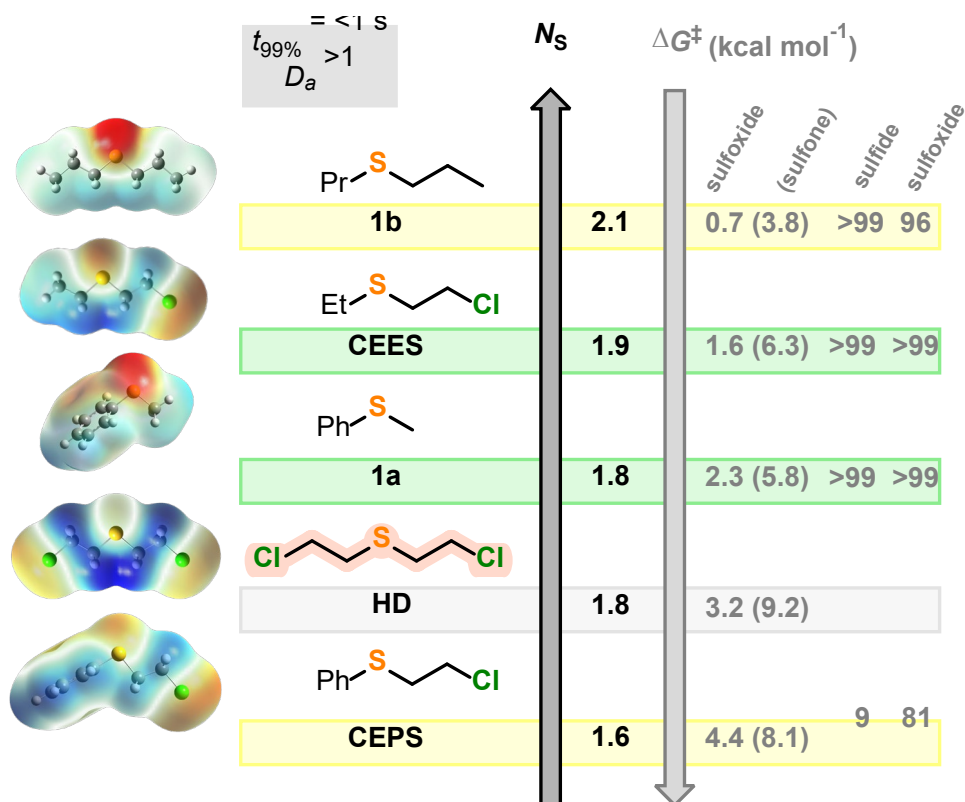 = <1 s
t99%
>1
Da
NS
ΔG‡ (kcal mol-1)
sulfoxide
(sulfone)
sulfide
sulfoxide
Pr S
1b 2.1 0.7 (3.8) >99 96
Et S Cl
CEES 1.9 1.6 (6.3) >99 >99
Ph S
1a 1.8 2.3 (5.8) >99 >99
Cl S Cl
HD 1.8 3.2 (9.2)
Ph S Cl
9 81
CEPS 1.6 4.4 (8.1)